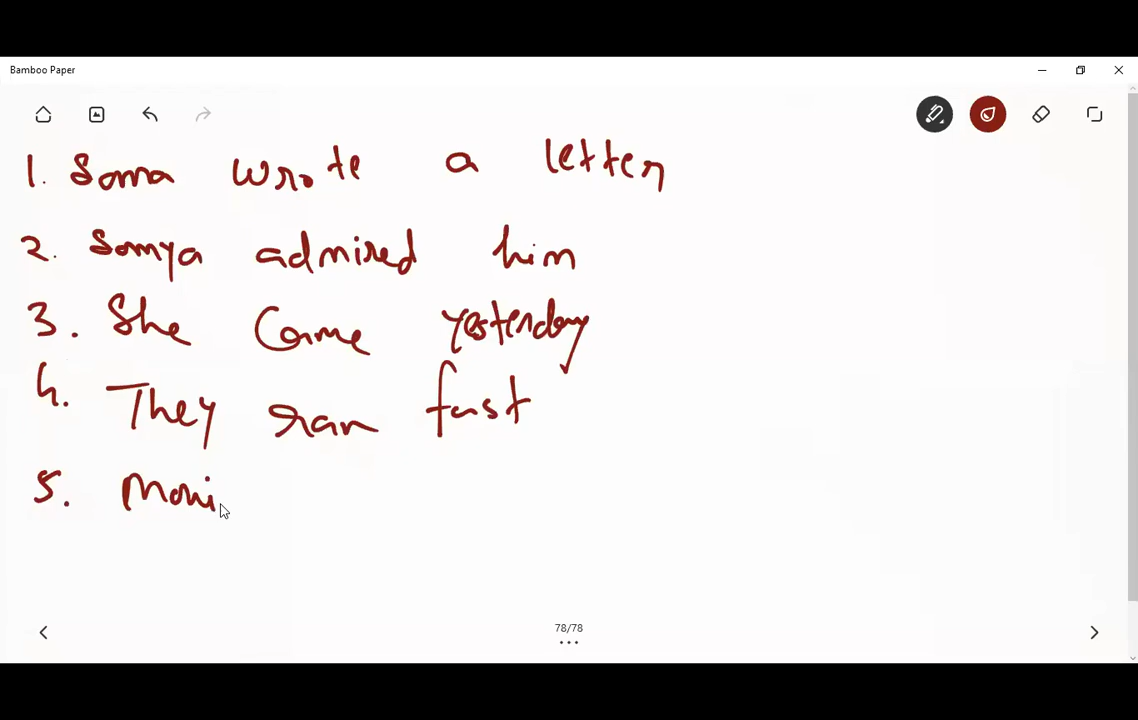 Bamboo Paper
1. Soma wrote a letter
2. Somya admired him
3. She Came yesterday
4. They ran fast
5. Moni
78/78